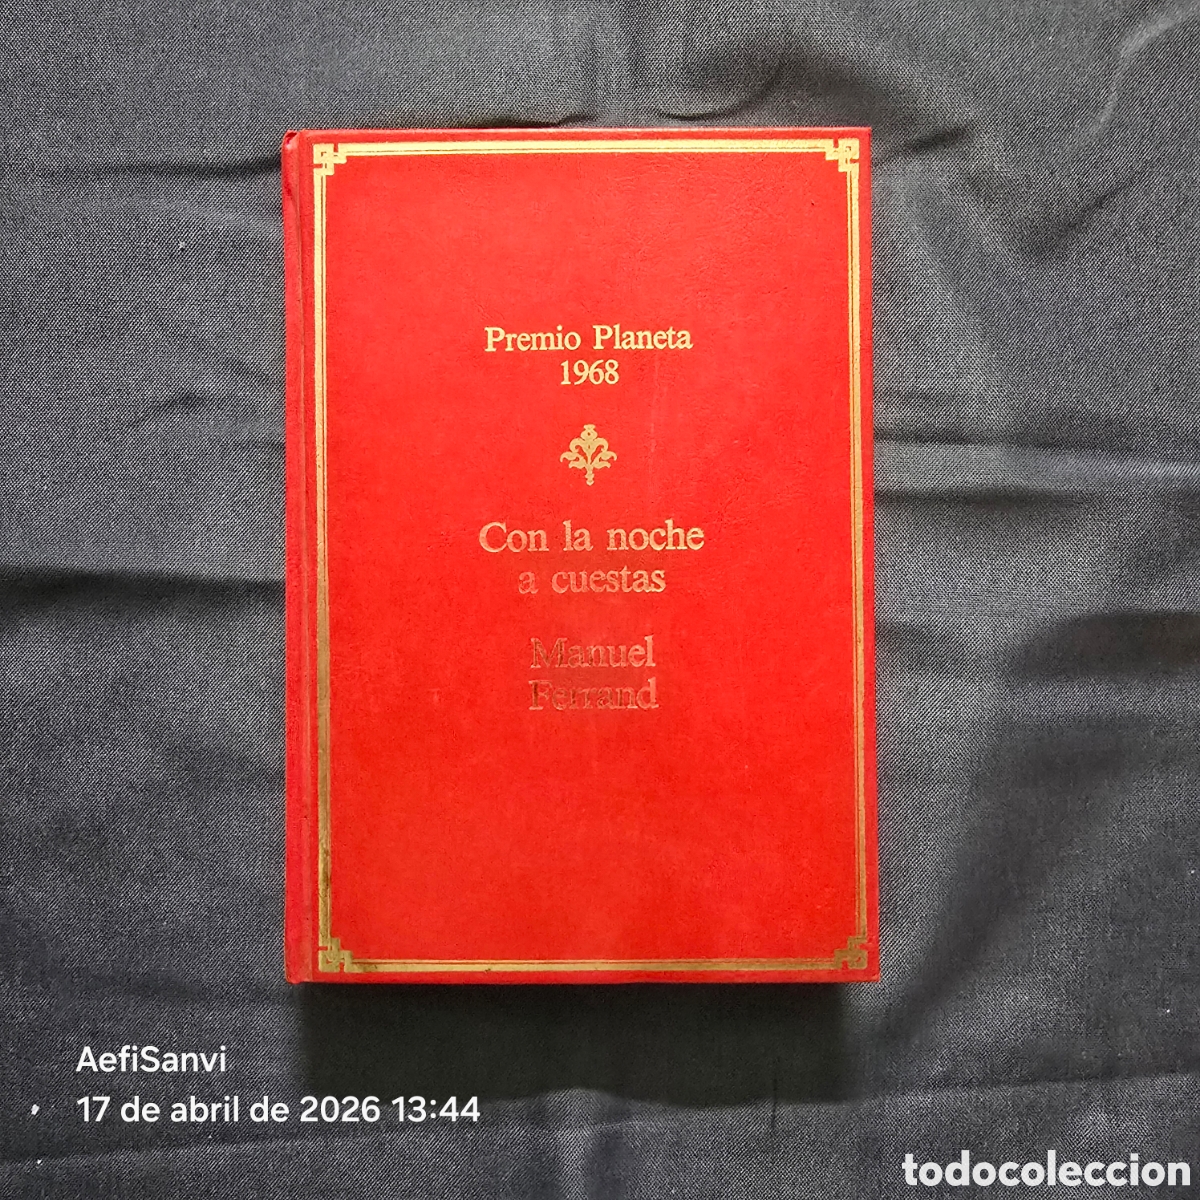 Premio Planeta
1968
Con la noche
a cuestas
Manuel
Ferrand
AefiSanvi
17 de abril de 2026 13:44
todocoleccion